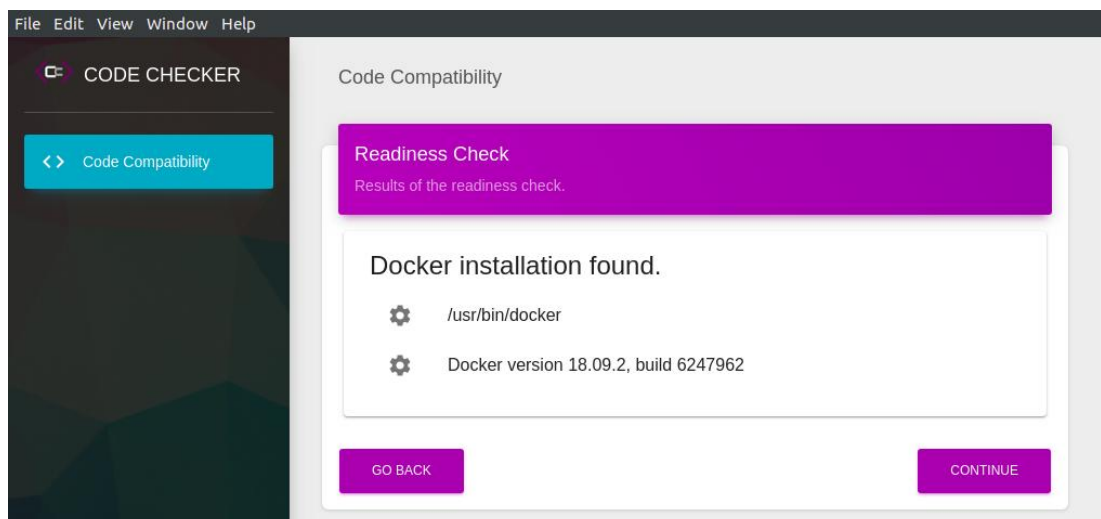 File Edit View Window Help
CODE CHECKER
Code Compatibility
Code Compatibility
Readiness Check
Results of the readiness check.
Docker installation found.
/usr/bin/docker
Docker version 18.09.2, build 6247962
GO BACK
CONTINUE